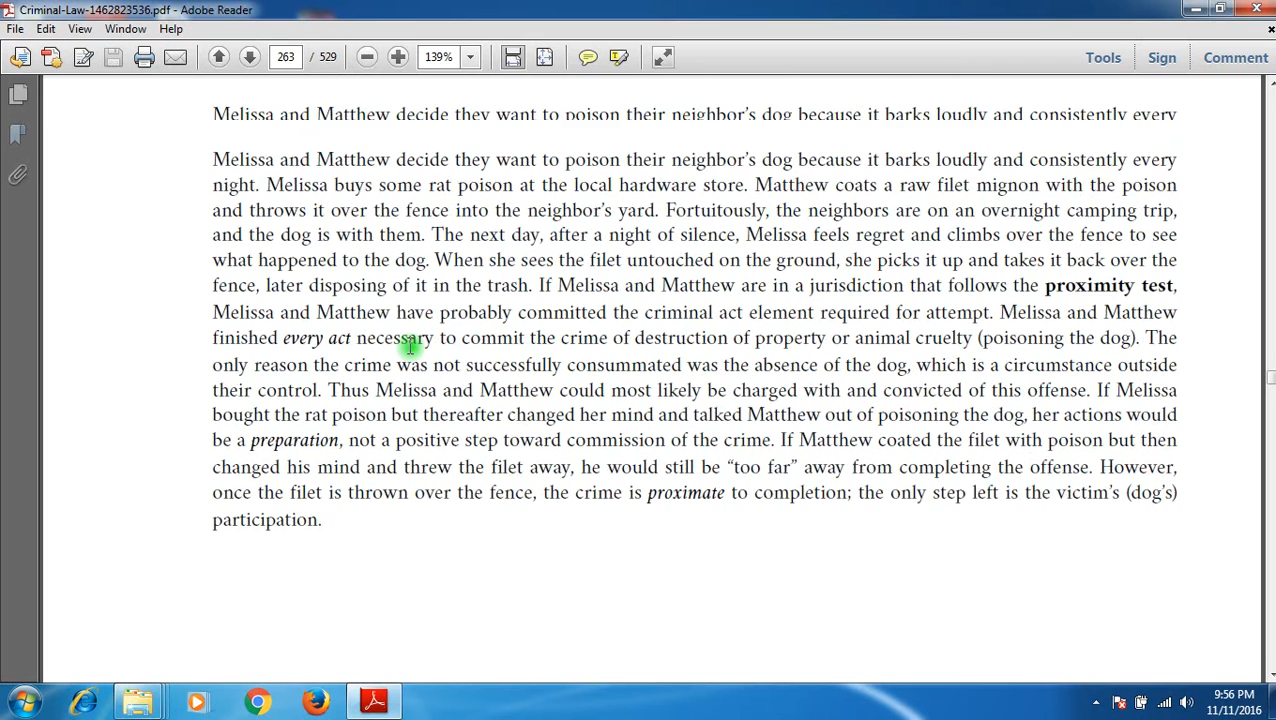 Criminal-Law-1462823536.pdf - Adobe Reader
File Edit View Window Help
263 / 529 139% Tools Sign Comment
Melissa and Matthew decide they want to poison their neighbor’s dog because it barks loudly and consistently every
Melissa and Matthew decide they want to poison their neighbor’s dog because it barks loudly and consistently every
night. Melissa buys some rat poison at the local hardware store. Matthew coats a raw filet mignon with the poison
and throws it over the fence into the neighbor’s yard. Fortuitously, the neighbors are on an overnight camping trip,
and the dog is with them. The next day, after a night of silence, Melissa feels regret and climbs over the fence to see
what happened to the dog. When she sees the filet untouched on the ground, she picks it up and takes it back over the
fence, later disposing of it in the trash. If Melissa and Matthew are in a jurisdiction that follows the proximity test,
Melissa and Matthew have probably committed the criminal act element required for attempt. Melissa and Matthew
finished every act necessary to commit the crime of destruction of property or animal cruelty (poisoning the dog). The
only reason the crime was not successfully consummated was the absence of the dog, which is a circumstance outside
their control. Thus Melissa and Matthew could most likely be charged with and convicted of this offense. If Melissa
bought the rat poison but thereafter changed her mind and talked Matthew out of poisoning the dog, her actions would
be a preparation, not a positive step toward commission of the crime. If Matthew coated the filet with poison but then
changed his mind and threw the filet away, he would still be “too far” away from completing the offense. However,
once the filet is thrown over the fence, the crime is proximate to completion; the only step left is the victim’s (dog’s)
participation.
9:56 PM
11/11/2016